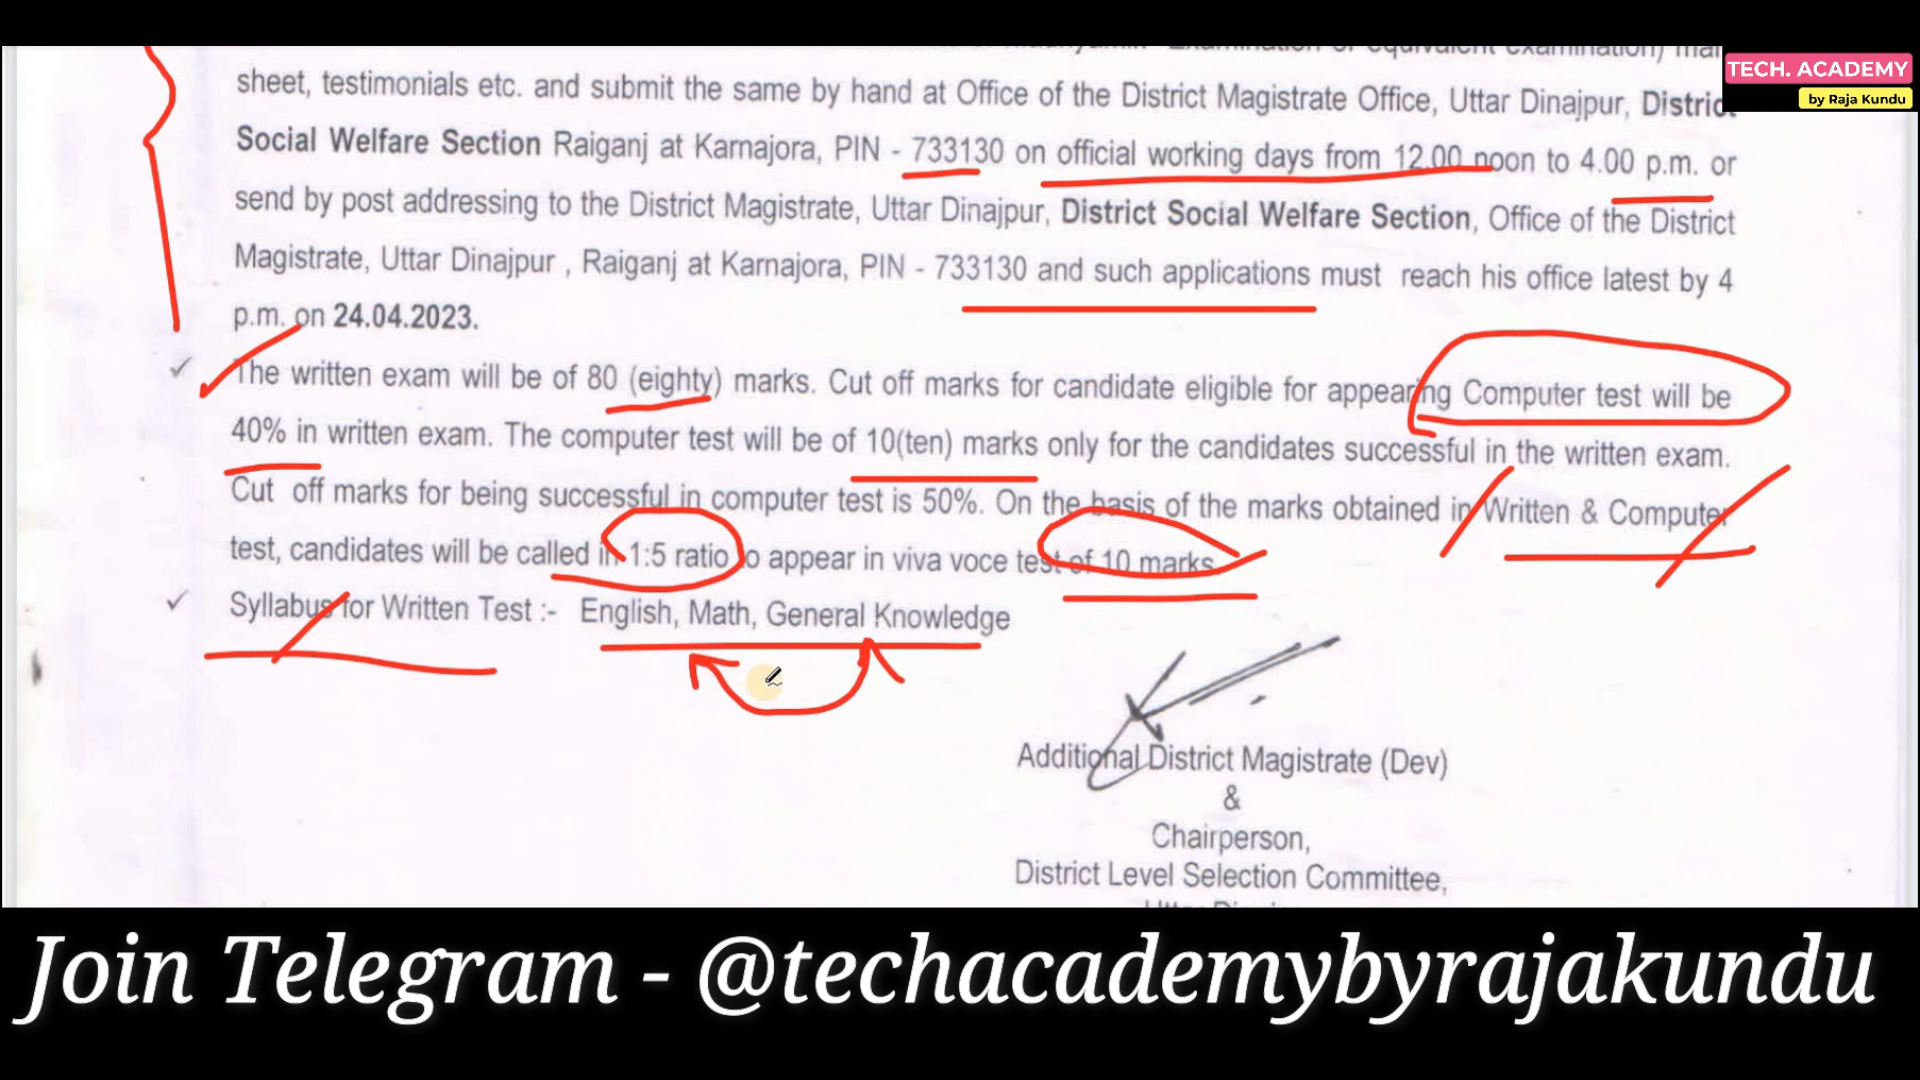 Examination or equivalent examination) mark
TECH. ACADEMY
by Raja Kundu
sheet, testimonials etc. and submit the same by hand at Office of the District Magistrate Office, Uttar Dinajpur, District
Social Welfare Section Raiganj at Karnajora, PIN - 733130 on official working days from 12.00 noon to 4.00 p.m. or
send by post addressing to the District Magistrate, Uttar Dinajpur, District Social Welfare Section, Office of the District
Magistrate, Uttar Dinajpur , Raiganj at Karnajora, PIN - 733130 and such applications must reach his office latest by 4
p.m. on 24.04.2023.
✓ The written exam will be of 80 (eighty) marks. Cut off marks for candidate eligible for appearing Computer test will be
40% in written exam. The computer test will be of 10(ten) marks only for the candidates successful in the written exam.
Cut off marks for being successful in computer test is 50%. On the basis of the marks obtained in Written & Computer
test, candidates will be called in 1:5 ratio to appear in viva voce test of 10 marks.
✓ Syllabus for Written Test :- English, Math, General Knowledge
Additional District Magistrate (Dev)
&
Chairperson,
District Level Selection Committee,
Join Telegram - @techacademybyrajakundu